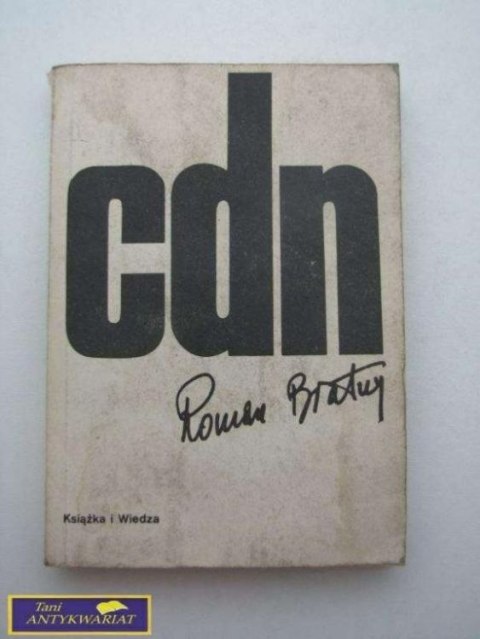 cdn
Roman Bratny
Książka i Wiedza
Tani
ANTYKWARIAT